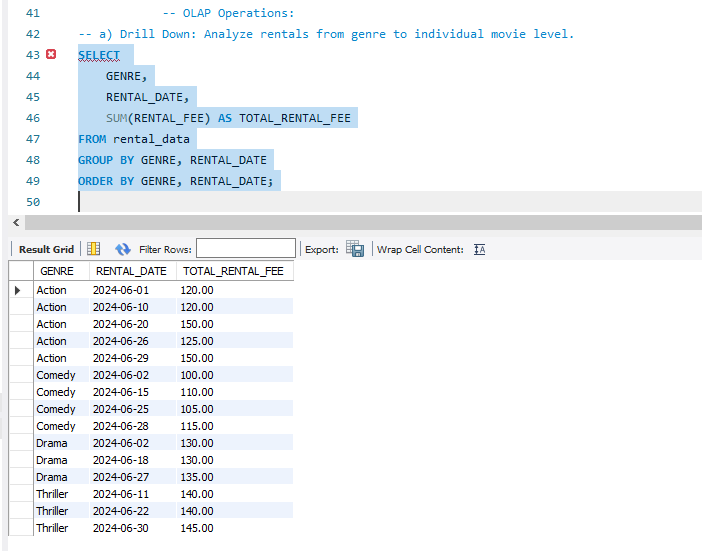 41 -- OLAP Operations:
42 -- a) Drill Down: Analyze rentals from genre to individual movie level.
43 SELECT
44 GENRE,
45 RENTAL_DATE,
46 SUM(RENTAL_FEE) AS TOTAL_RENTAL_FEE
47 FROM rental_data
48 GROUP BY GENRE, RENTAL_DATE
49 ORDER BY GENRE, RENTAL_DATE;
50
Result Grid Filter Rows: Export: Wrap Cell Content: IA
GENRE RENTAL_DATE TOTAL_RENTAL_FEE
Action 2024-06-01 120.00
Action 2024-06-10 120.00
Action 2024-06-20 150.00
Action 2024-06-26 125.00
Action 2024-06-29 150.00
Comedy 2024-06-02 100.00
Comedy 2024-06-15 110.00
Comedy 2024-06-25 105.00
Comedy 2024-06-28 115.00
Drama 2024-06-02 130.00
Drama 2024-06-18 130.00
Drama 2024-06-27 135.00
Thriller 2024-06-11 140.00
Thriller 2024-06-22 140.00
Thriller 2024-06-30 145.00